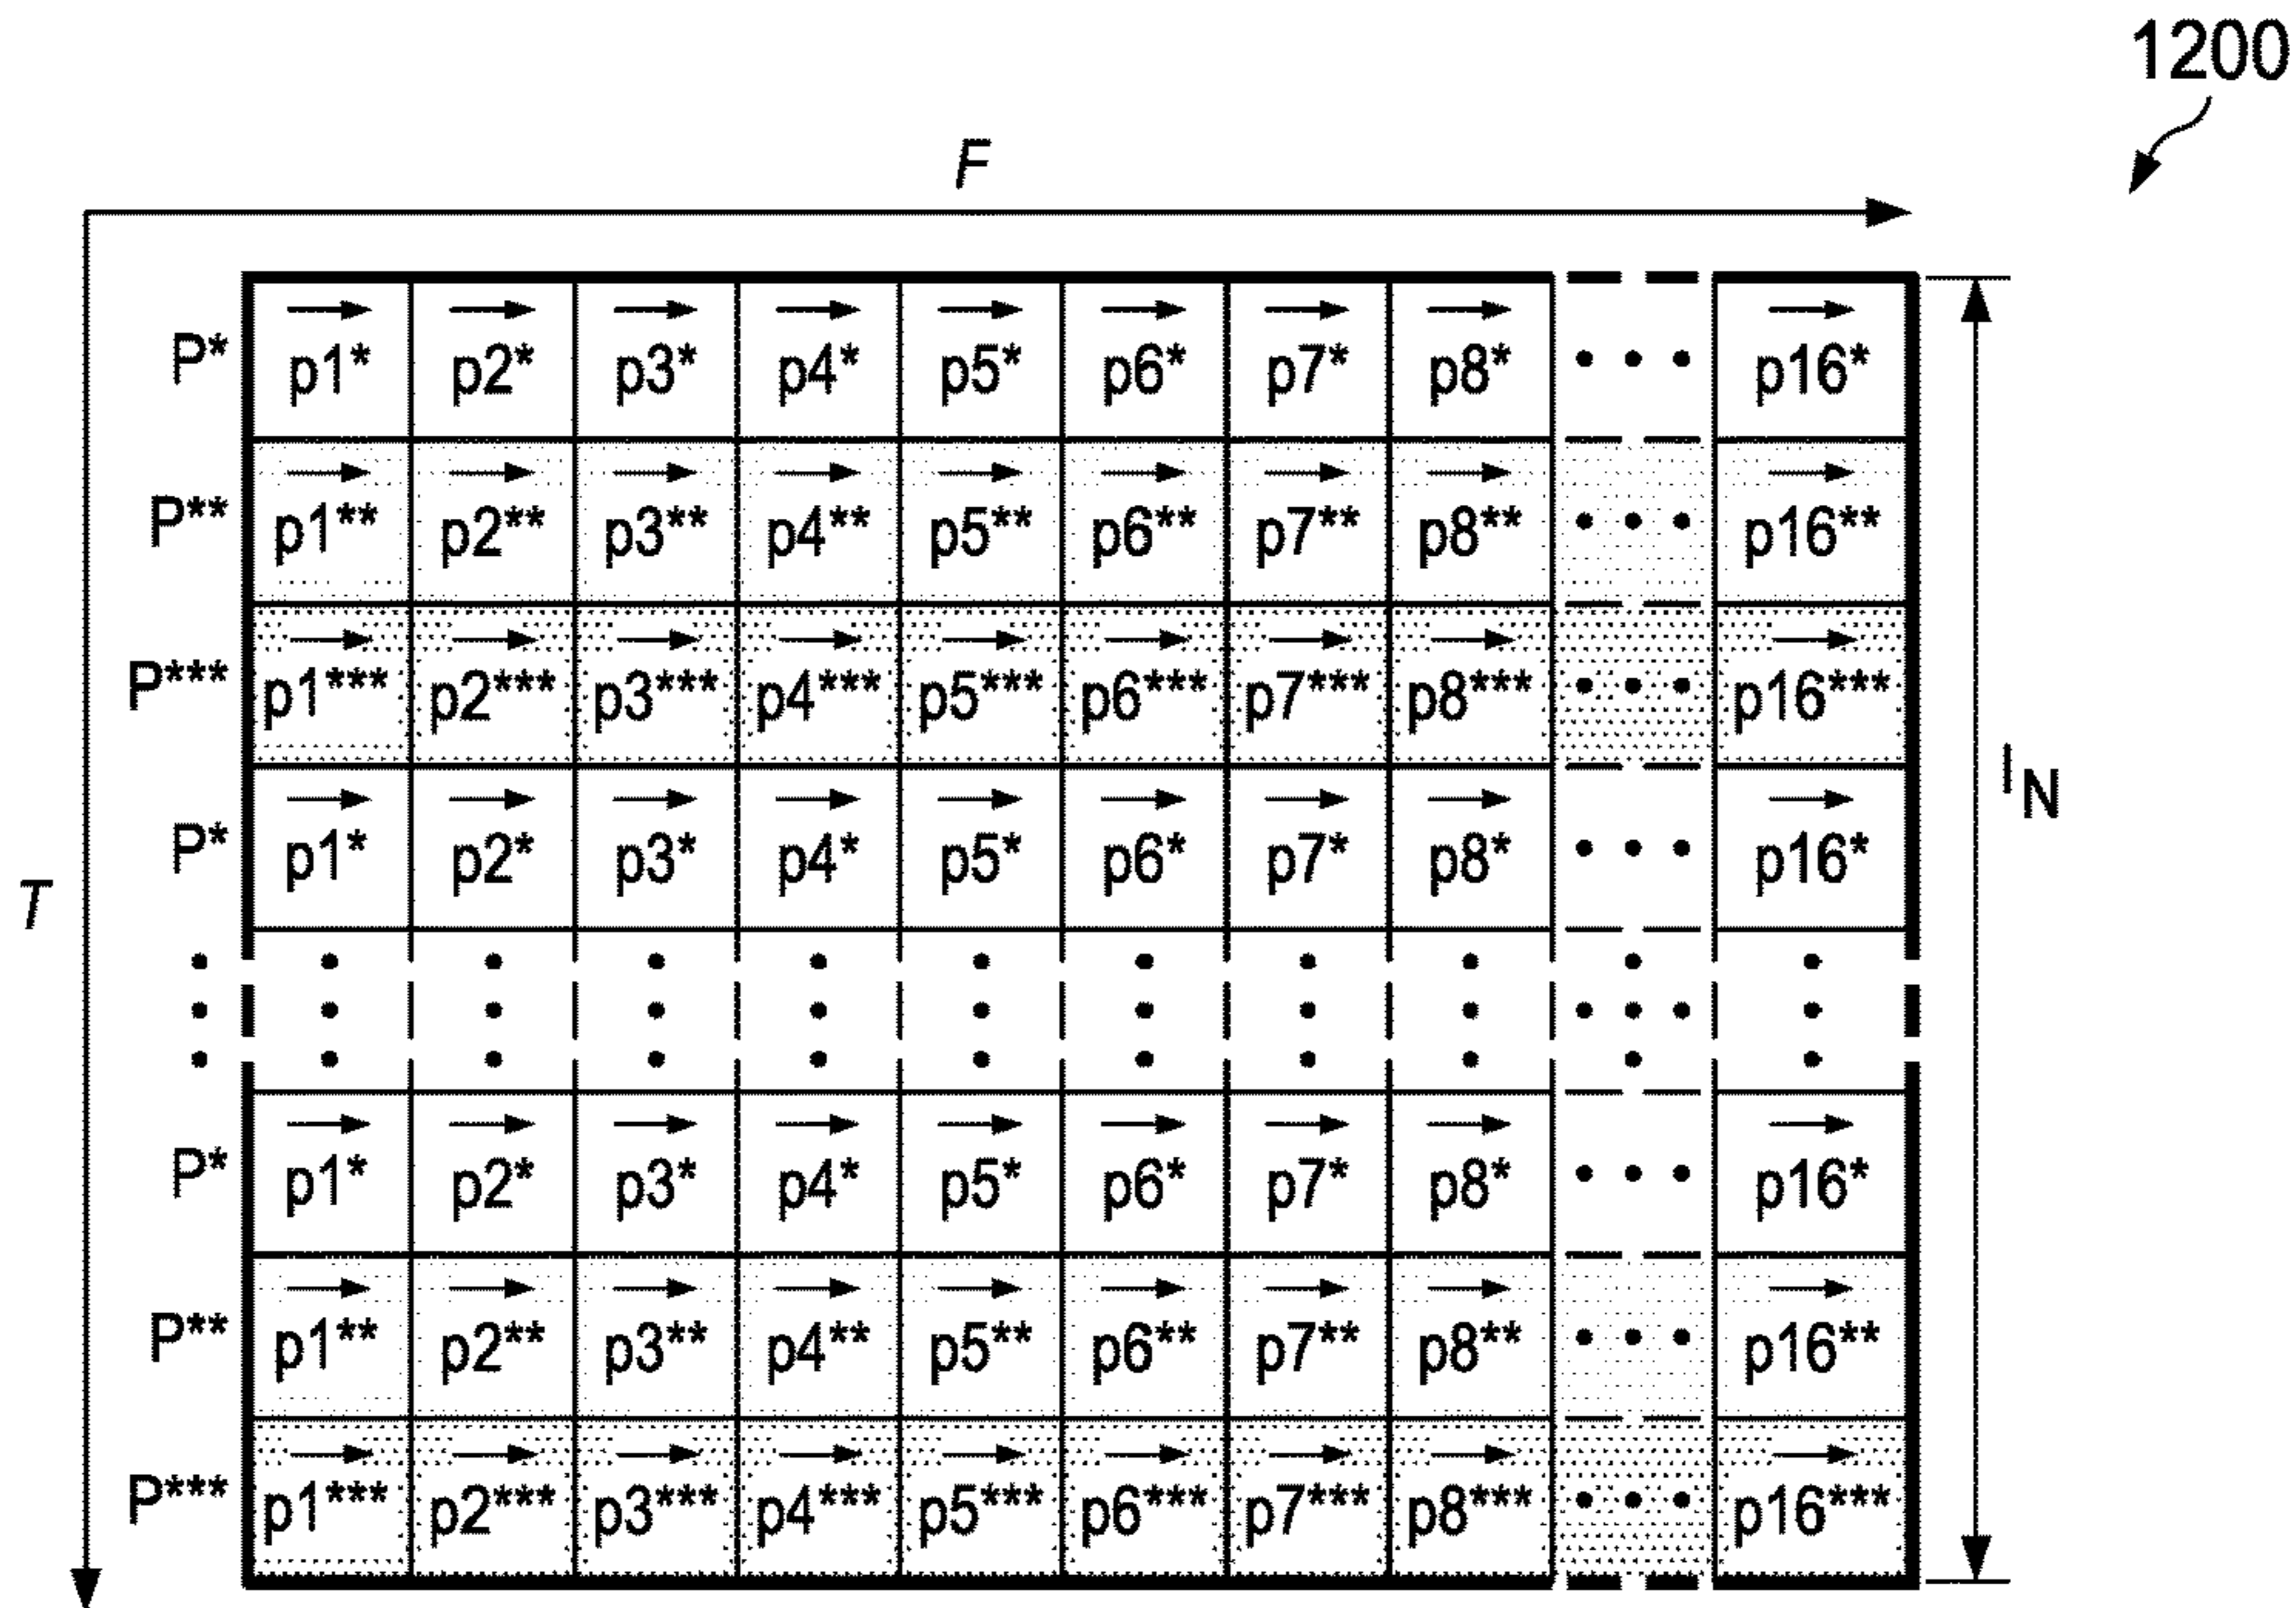 1200
F
P* p1* p2* p3* p4* p5* p6* p7* p8* • • • p16*
P** p1** p2** p3** p4** p5** p6** p7** p8** • • • p16**
P*** p1*** p2*** p3*** p4*** p5*** p6*** p7*** p8*** • • • p16***
P* p1* p2* p3* p4* p5* p6* p7* p8* • • • p16*
T
I_N
P* p1* p2* p3* p4* p5* p6* p7* p8* • • • p16*
P** p1** p2** p3** p4** p5** p6** p7** p8** • • • p16**
P*** p1*** p2*** p3*** p4*** p5*** p6*** p7*** p8*** • • • p16***